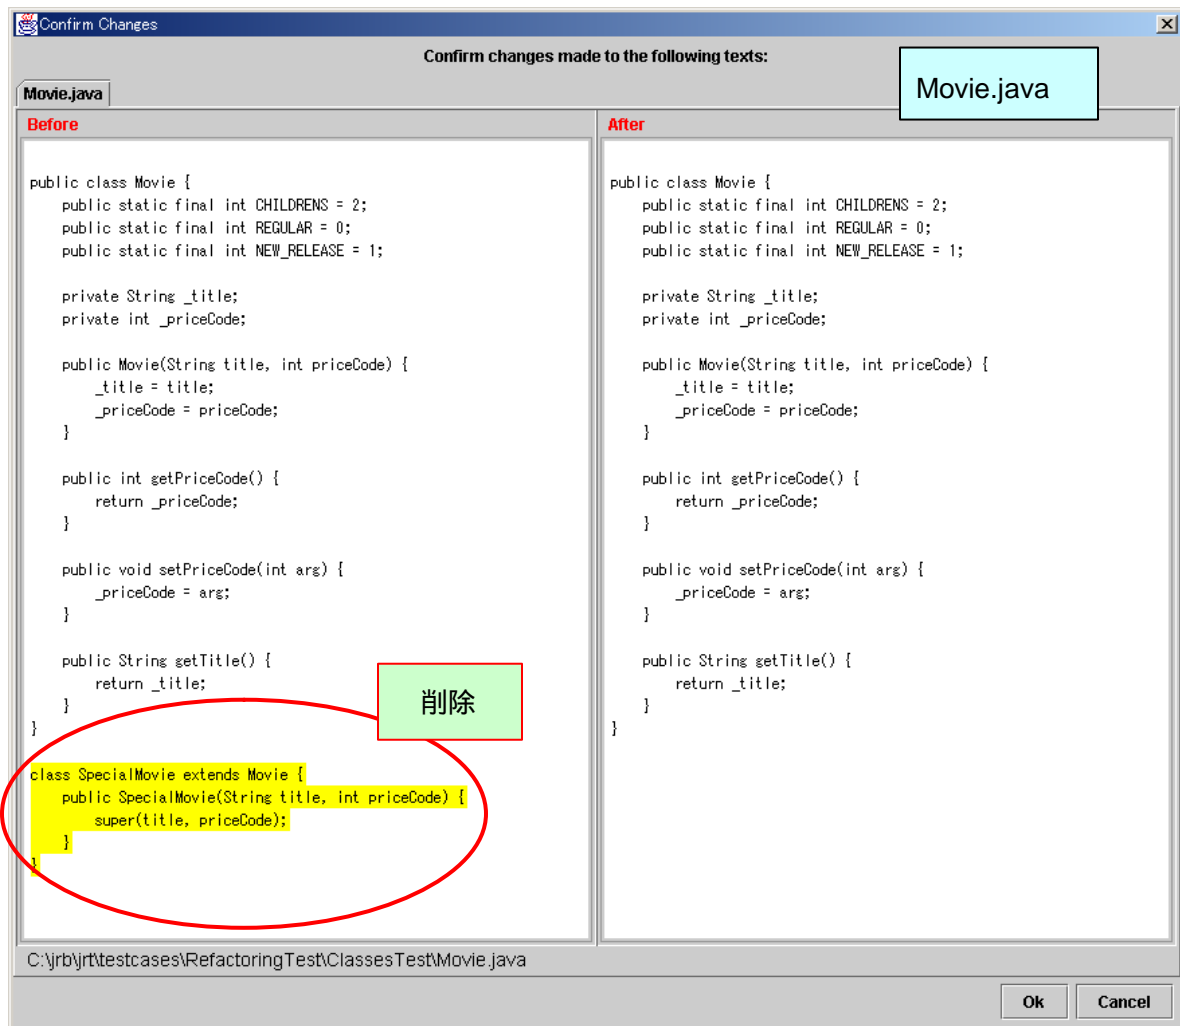 Confirm Changes
Confirm changes made to the following texts:
Movie.java
Movie.java
Before
After
public class Movie {
    public static final int CHILDRENS = 2;
    public static final int REGULAR = 0;
    public static final int NEW_RELEASE = 1;

    private String _title;
    private int _priceCode;

    public Movie(String title, int priceCode) {
        _title = title;
        _priceCode = priceCode;
    }

    public int getPriceCode() {
        return _priceCode;
    }

    public void setPriceCode(int arg) {
        _priceCode = arg;
    }

    public String getTitle() {
        return _title;
    }
}

class SpecialMovie extends Movie {
    public SpecialMovie(String title, int priceCode) {
        super(title, priceCode);
    }
}
削除
public class Movie {
    public static final int CHILDRENS = 2;
    public static final int REGULAR = 0;
    public static final int NEW_RELEASE = 1;

    private String _title;
    private int _priceCode;

    public Movie(String title, int priceCode) {
        _title = title;
        _priceCode = priceCode;
    }

    public int getPriceCode() {
        return _priceCode;
    }

    public void setPriceCode(int arg) {
        _priceCode = arg;
    }

    public String getTitle() {
        return _title;
    }
}
C:\jrb\jrt\testcases\RefactoringTest\ClassesTest\Movie.java
Ok
Cancel